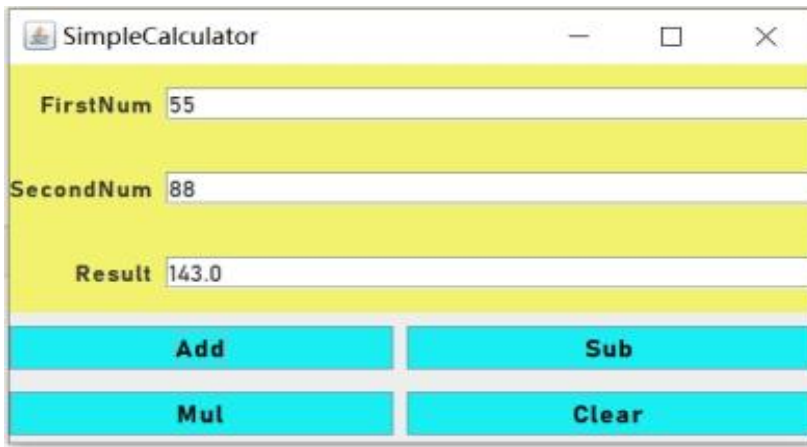 SimpleCalculator
FirstNum 55
SecondNum 88
Result 143.0
Add Sub
Mul Clear